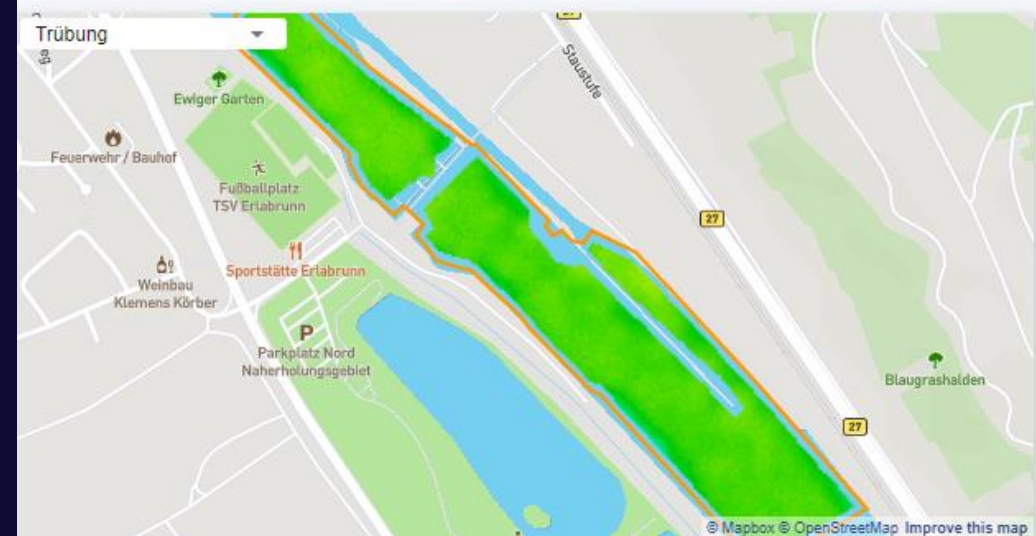 Trübung
27
Staustufe
Ewiger Garten
Feuerwehr / Bauhof
Fußballplatz
TSV Erlabrunn
27
Sportstätte Erlabrunn
Weinbau
Klemens Körber
P
Parkplatz Nord
Naherholungsgebiet
Blaugrashalden
27
© Mapbox © OpenStreetMap Improve this map